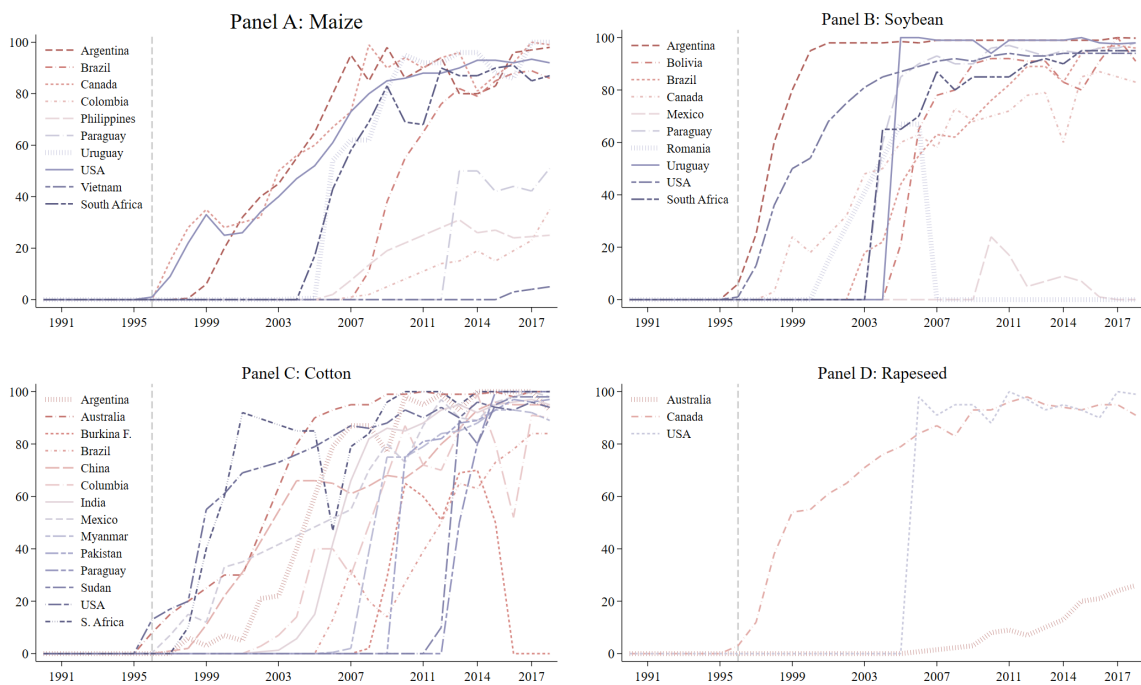 Panel A: Maize
100
80
60
40
20
0
Argentina
Brazil
Canada
Colombia
Philippines
Paraguay
Uruguay
USA
Vietnam
South Africa
1991 1995 1999 2003 2007 2011 2014 2017
Panel B: Soybean
100
80
60
40
20
0
Argentina
Bolivia
Brazil
Canada
Mexico
Paraguay
Romania
Uruguay
USA
South Africa
1991 1995 1999 2003 2007 2011 2014 2017
Panel C: Cotton
100
80
60
40
20
0
Argentina
Australia
Burkina F.
Brazil
China
Columbia
India
Mexico
Myanmar
Pakistan
Paraguay
Sudan
USA
S. Africa
1991 1995 1999 2003 2007 2011 2014 2017
Panel D: Rapeseed
100
80
60
40
20
0
Australia
Canada
USA
1991 1995 1999 2003 2007 2011 2014 2017